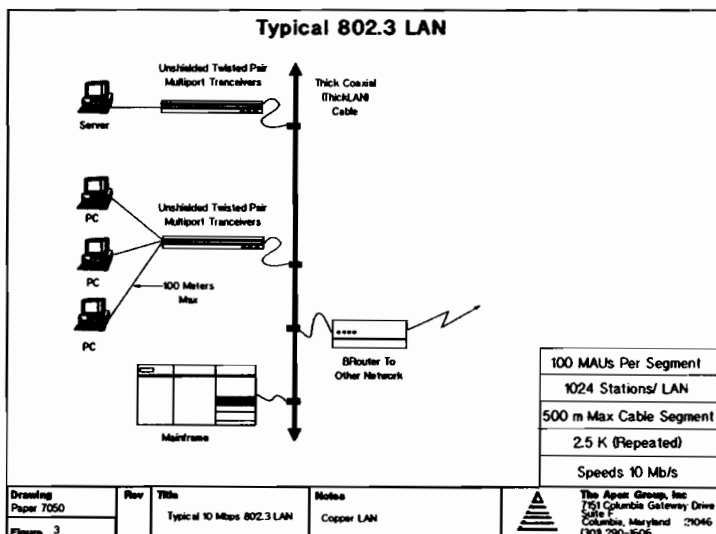 Typical 802.3 LAN
Unshielded Twisted Pair
Multiport Tranceivers
Thick Coaxial
(ThickLAN)
Cable
Server
Unshielded Twisted Pair
Multiport Tranceivers
PC
PC
100 Meters
Max
PC
BRouter To
Other Network
Mainframe
100 MAUs Per Segment
1024 Stations/ LAN
500 m Max Cable Segment
2.5 K (Repeated)
Speeds 10 Mb/s
Drawing
Paper 7050
Figure 3
Rev
Title
Typical 10 Mbps 802.3 LAN
Notes
Copper LAN
The Apex Group, Inc
7151 Columbia Gateway Drive
Suite F
Columbia, Maryland 21046
(301) 290-1606